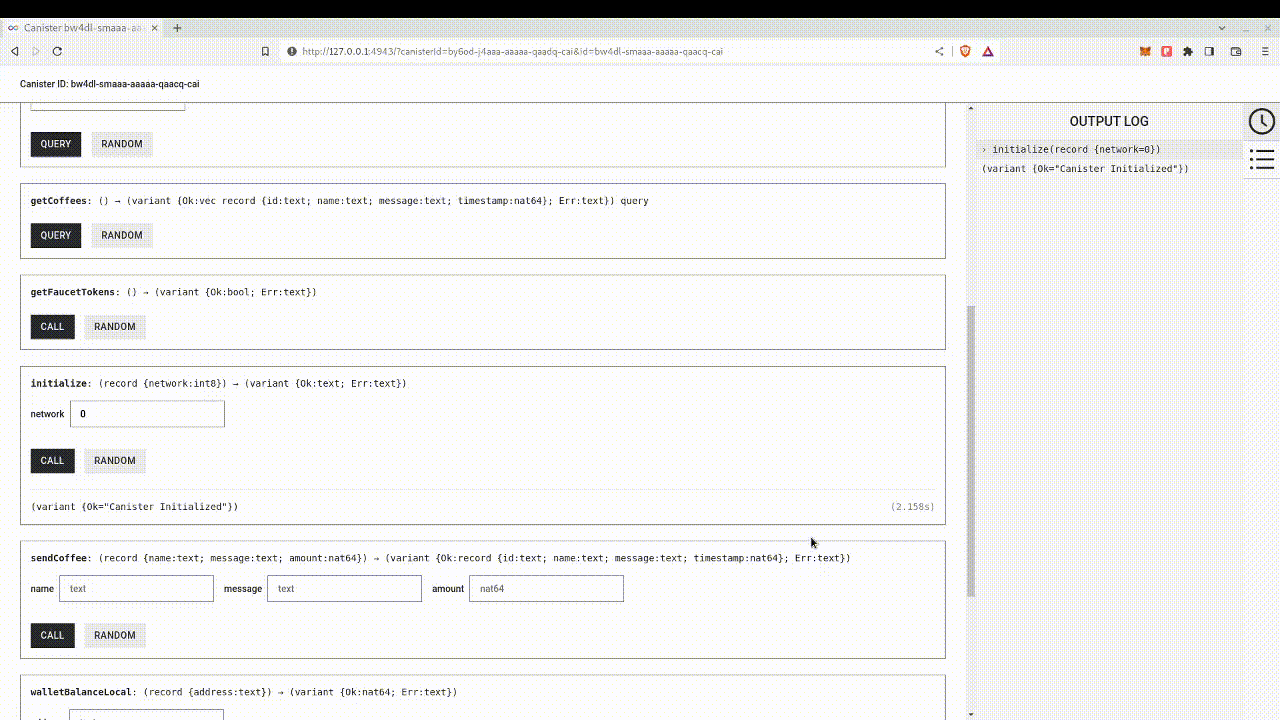 Canister bw4dl-smaaa-aa
http://127.0.0.1:4943/?canisterId=by6od-j4aaa-aaaaa-qaadq-cai&id=bw4dl-smaaa-aaaaa-qaacq-cai
Canister ID: bw4dl-smaaa-aaaaa-qaacq-cai
QUERY RANDOM
getCoffees: () → (variant {Ok:vec record {id:text; name:text; message:text; timestamp:nat64}; Err:text}) query
QUERY RANDOM
getFaucetTokens: () → (variant {Ok:bool; Err:text})
CALL RANDOM
initialize: (record {network:int8}) → (variant {Ok:text; Err:text})
network 0
CALL RANDOM
(variant {Ok="Canister Initialized"}) (2.158s)
sendCoffee: (record {name:text; message:text; amount:nat64}) → (variant {Ok:record {id:text; name:text; message:text; timestamp:nat64}; Err:text})
name text message text amount nat64
CALL RANDOM
walletBalanceLocal: (record {address:text}) → (variant {Ok:nat64; Err:text})
OUTPUT LOG
› initialize(record {network=0})
(variant {Ok="Canister Initialized"})